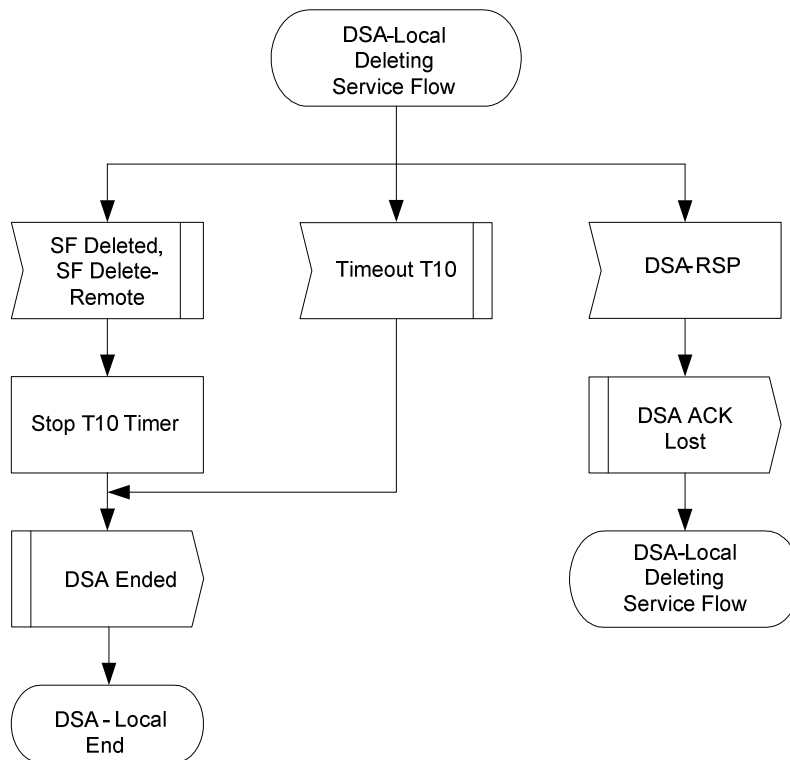 DSA-Local
Deleting
Service Flow
SF Deleted,
SF Delete-
Remote
Timeout T10
DSA-RSP
Stop T10 Timer
DSA ACK
Lost
DSA Ended
DSA-Local
Deleting
Service Flow
DSA - Local
End